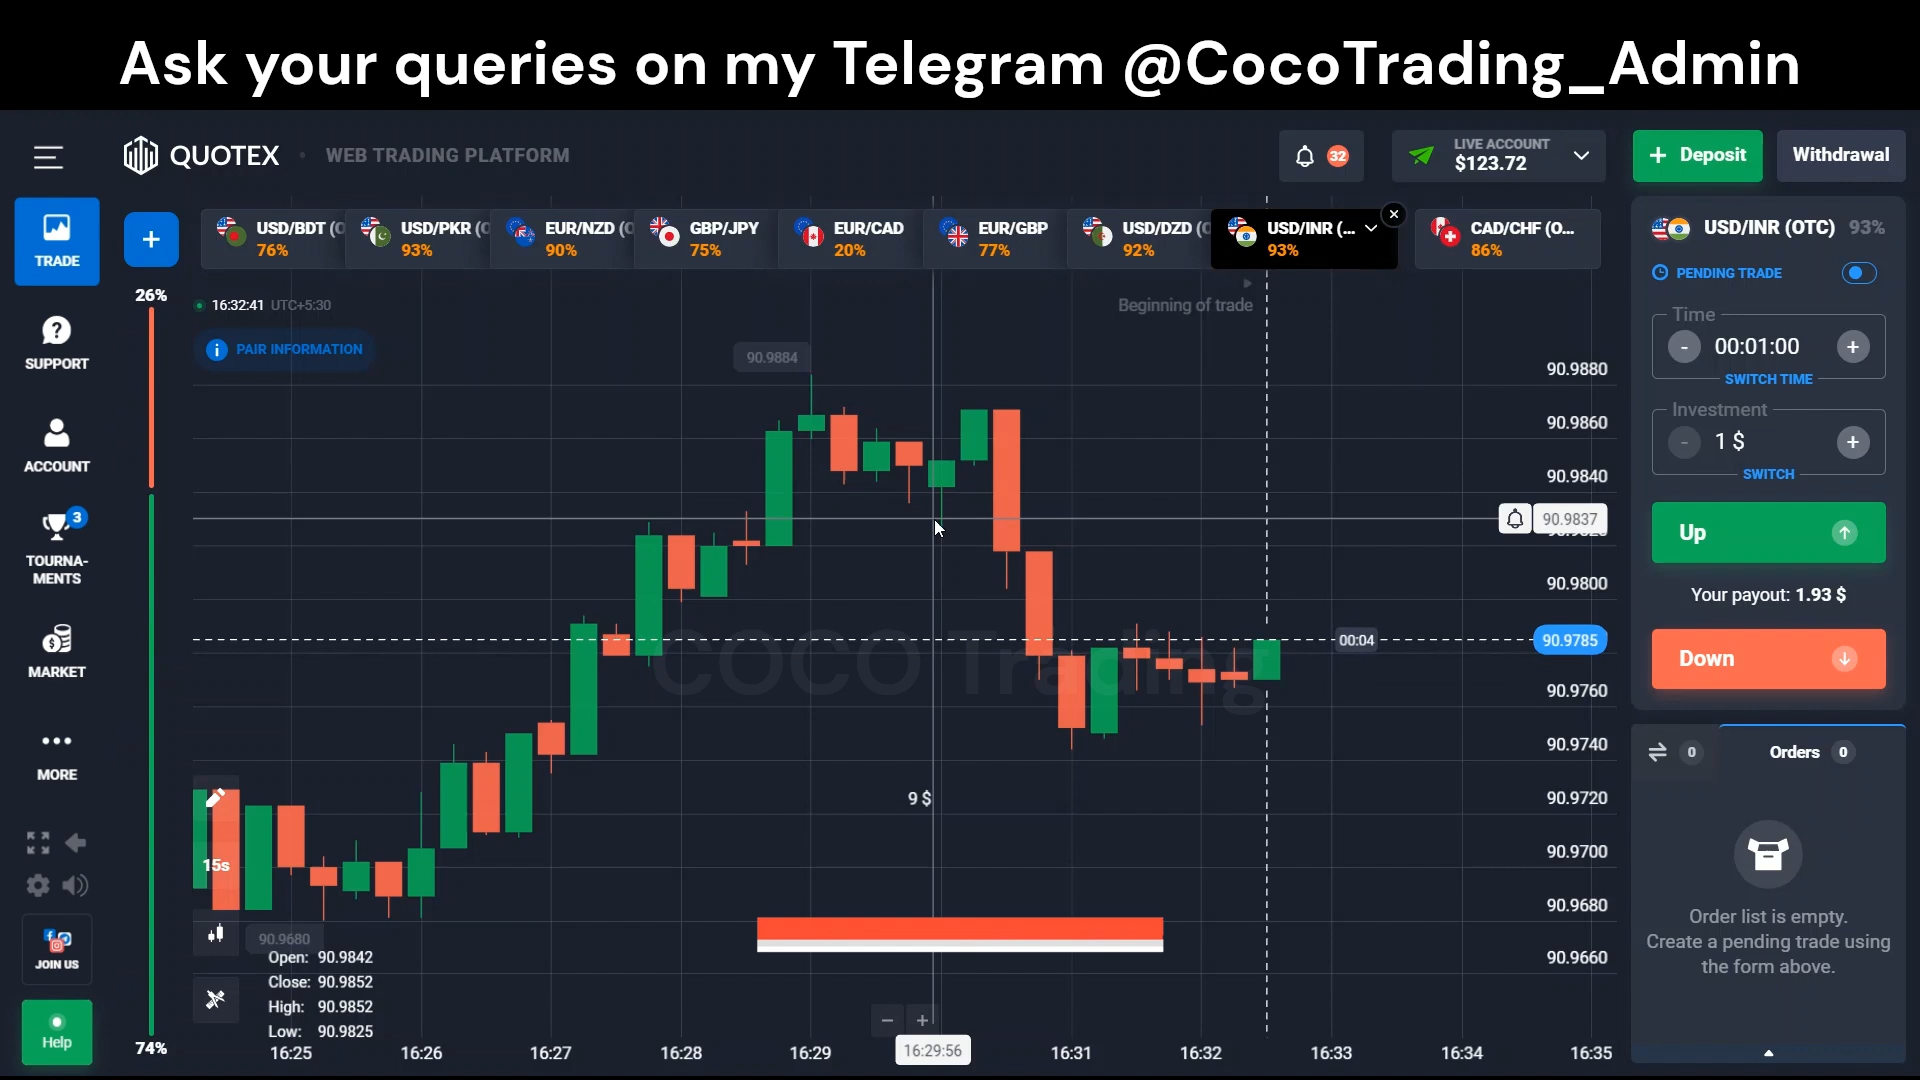 Ask your queries on my Telegram @CocoTrading_Admin
QUOTEX
WEB TRADING PLATFORM
32
LIVE ACCOUNT
$123.72
+ Deposit
Withdrawal
TRADE
SUPPORT
ACCOUNT
3
TOURNA-
MENTS
MARKET
MORE
JOIN US
Help
+
USD/BDT (O
76%
USD/PKR (O
93%
EUR/NZD (O
90%
GBP/JPY
75%
EUR/CAD
20%
EUR/GBP
77%
USD/DZD (O
92%
USD/INR (...
93%
CAD/CHF (O...
86%
26%
74%
16:32:41 UTC+5:30
PAIR INFORMATION
Beginning of trade
90.9884
COCO Trading
00:04
9 $
15s
90.9680
Open: 90.9842
Close: 90.9852
High: 90.9852
Low: 90.9825
90.9880
90.9860
90.9840
90.9837
90.9800
90.9785
90.9760
90.9740
90.9720
90.9700
90.9680
90.9660
16:25
16:26
16:27
16:28
16:29
16:29:56
16:31
16:32
16:33
16:34
16:35
USD/INR (OTC) 93%
PENDING TRADE
Time
- 00:01:00 +
SWITCH TIME
Investment
- 1 $ +
SWITCH
Up
Your payout: 1.93 $
Down
0
Orders 0
Order list is empty.
Create a pending trade using
the form above.